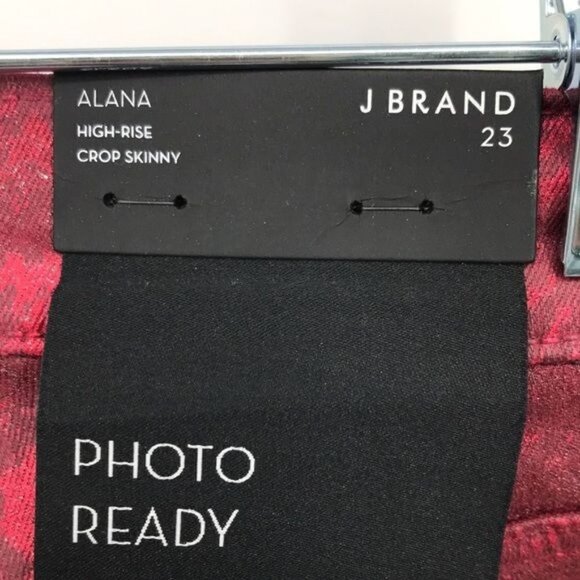 ALANA
HIGH-RISE
CROP SKINNY
J BRAND
23
PHOTO
READY